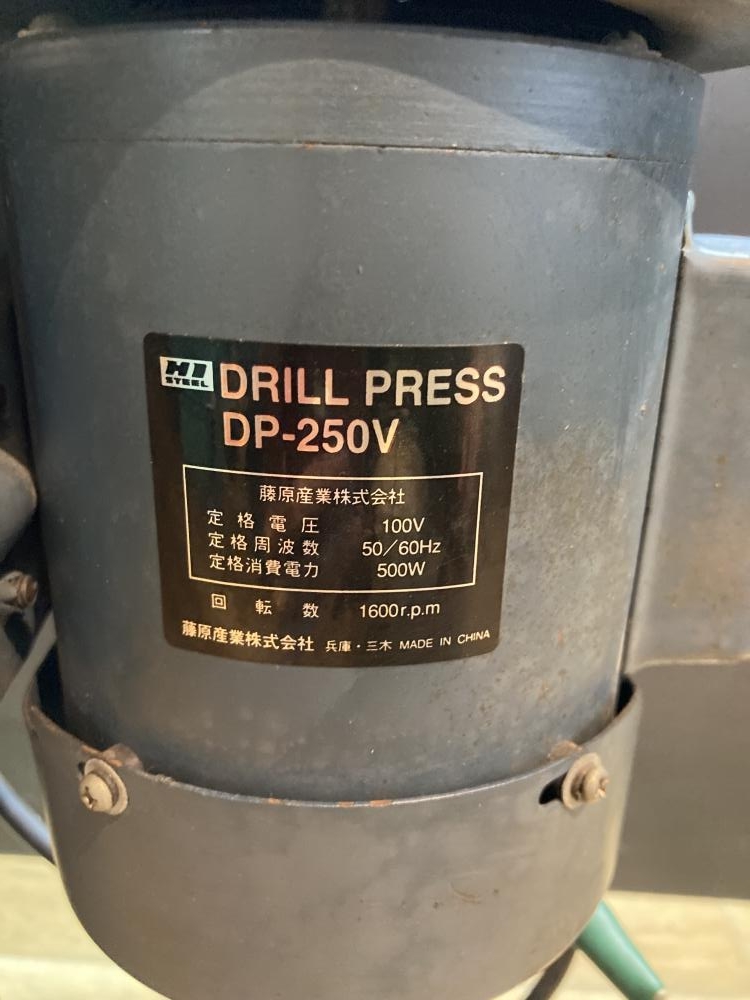 HI STEEL DRILL PRESS
DP-250V
藤原産業株式会社
定格電圧 100V
定格周波数 50/60Hz
定格消費電力 500W
回転数 1600r.p.m
藤原産業株式会社 兵庫・三木 MADE IN CHINA